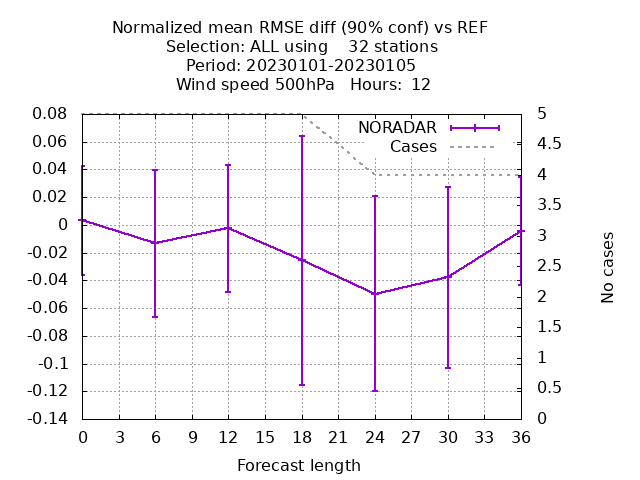 Normalized mean RMSE diff (90% conf) vs REF
Selection: ALL using    32 stations
Period: 20230101-20230105
Wind speed 500hPa   Hours:  12
NORADAR
Cases
0.08
0.06
0.04
0.02
0
-0.02
-0.04
-0.06
-0.08
-0.1
-0.12
-0.14
5
4.5
4
3.5
3
2.5
2
1.5
1
0.5
0
No cases
0 3 6 9 12 15 18 21 24 27 30 33 36
Forecast length